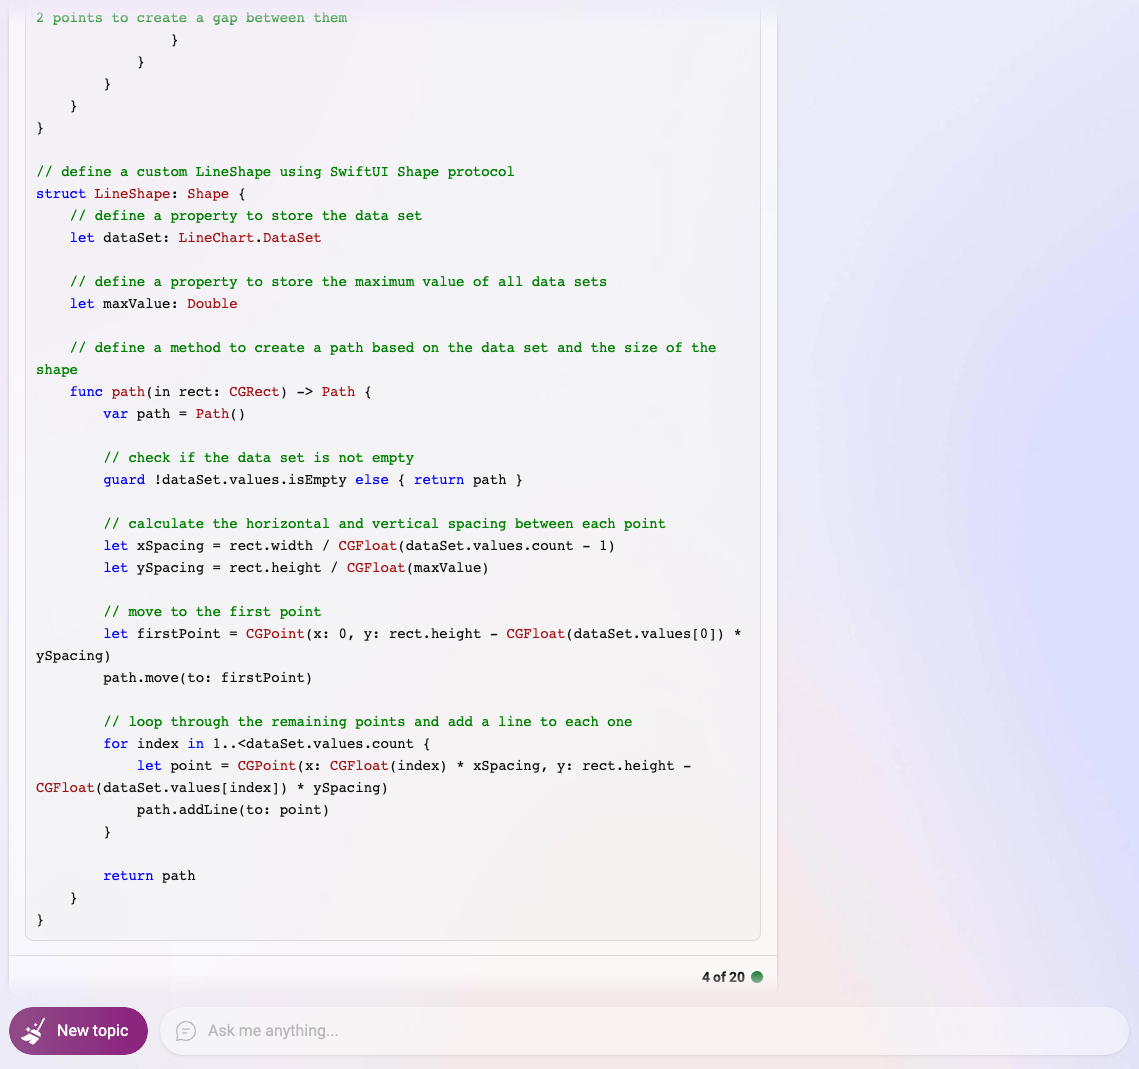 2 points to create a gap between them
                }
            }
        }
    }
}

// define a custom LineShape using SwiftUI Shape protocol
struct LineShape: Shape {
    // define a property to store the data set
    let dataSet: LineChart.DataSet

    // define a property to store the maximum value of all data sets
    let maxValue: Double

    // define a method to create a path based on the data set and the size of the
shape
    func path(in rect: CGRect) -> Path {
        var path = Path()

        // check if the data set is not empty
        guard !dataSet.values.isEmpty else { return path }

        // calculate the horizontal and vertical spacing between each point
        let xSpacing = rect.width / CGFloat(dataSet.values.count - 1)
        let ySpacing = rect.height / CGFloat(maxValue)

        // move to the first point
        let firstPoint = CGPoint(x: 0, y: rect.height - CGFloat(dataSet.values[0]) *
ySpacing)
        path.move(to: firstPoint)

        // loop through the remaining points and add a line to each one
        for index in 1..<dataSet.values.count {
            let point = CGPoint(x: CGFloat(index) * xSpacing, y: rect.height -
CGFloat(dataSet.values[index]) * ySpacing)
            path.addLine(to: point)
        }

        return path
    }
}
4 of 20
New topic
Ask me anything...